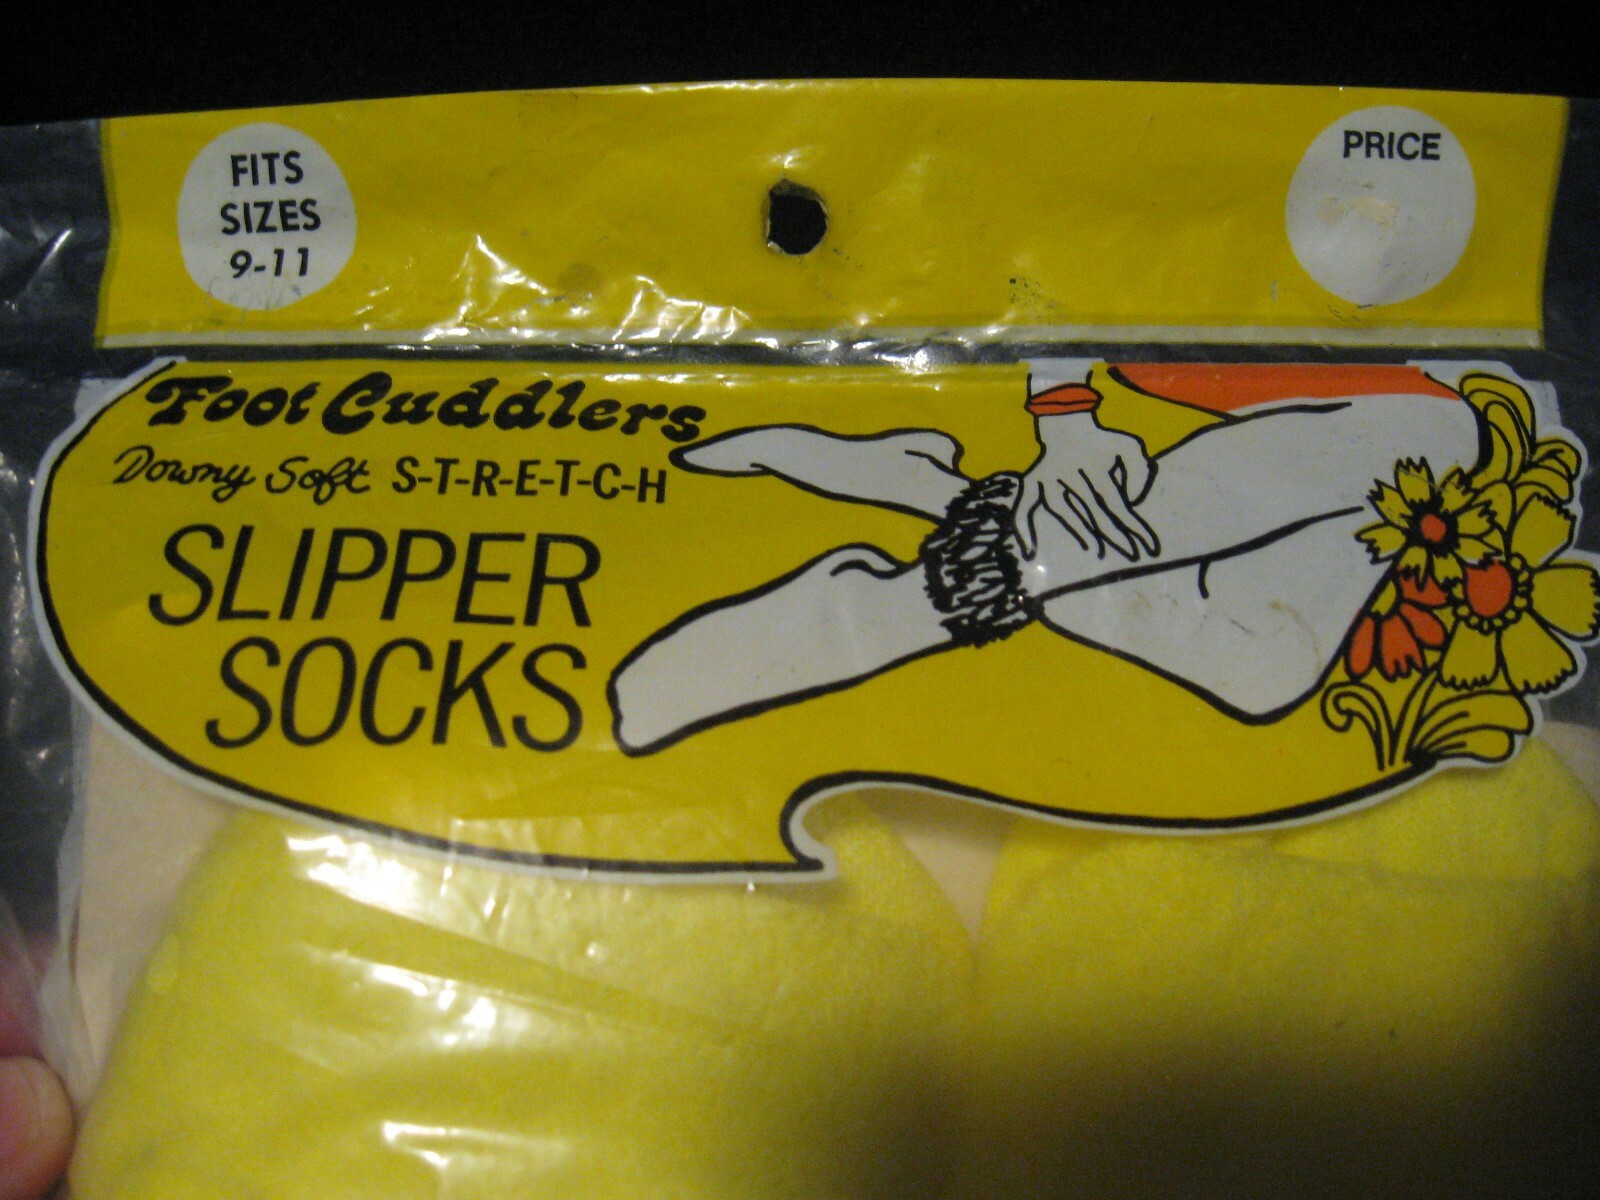 FITS
SIZES
9-11
PRICE
Foot Cuddlers
Downy Soft S-T-R-E-T-C-H
SLIPPER
SOCKS